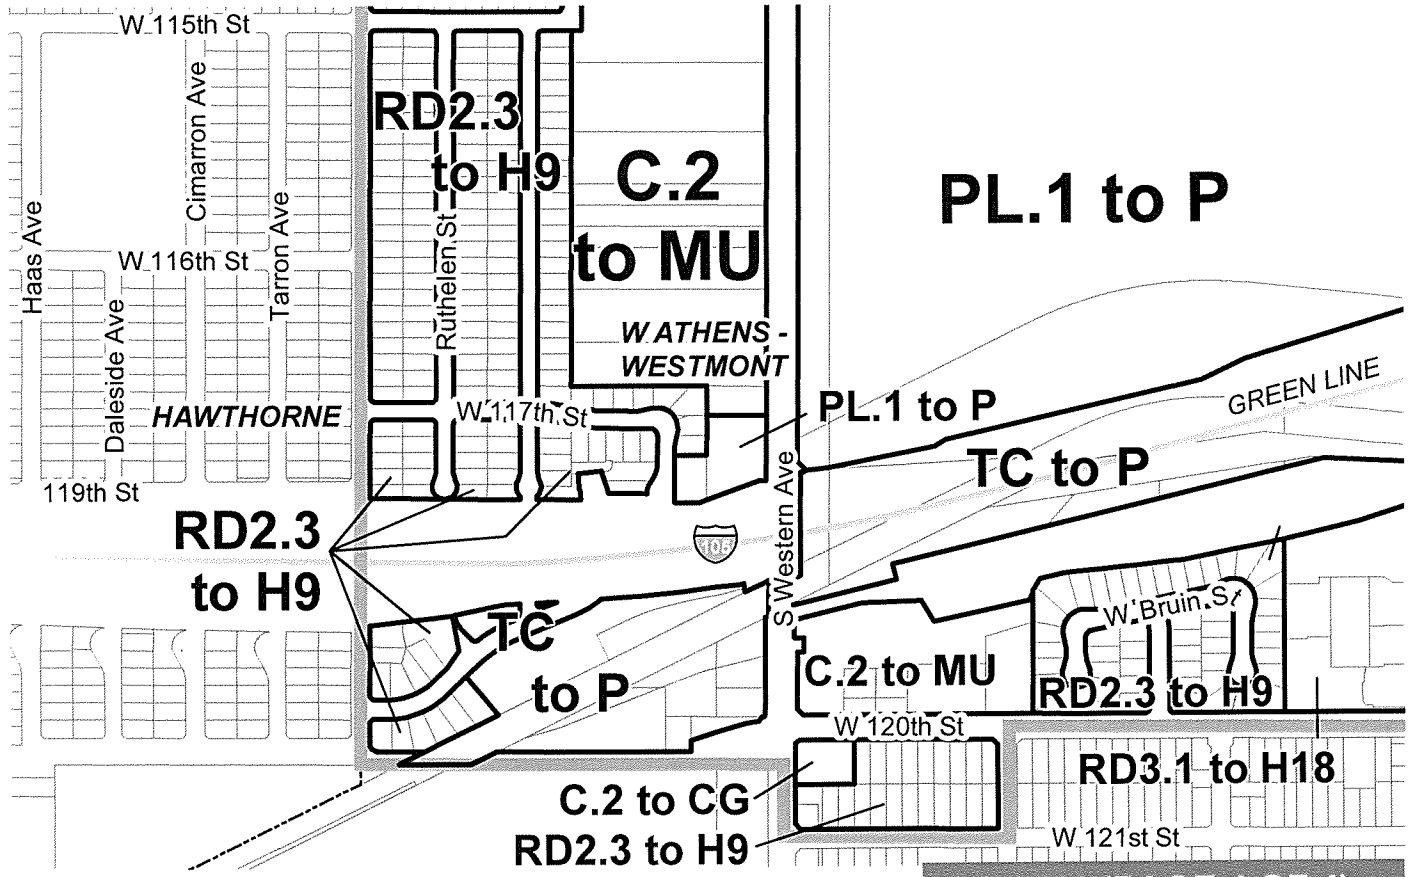 W 115th St
Cimarron Ave
RD2.3
to H9
C.2
to MU
PL.1 to P
Haas Ave
Tarron Ave
Ruthelen St
W 116th St
Daleside Ave
W ATHENS -
WESTMONT
GREEN LINE
HAWTHORNE
W 117th St
PL.1 to P
TC to P
119th St
S Western Ave
RD2.3
to H9
105
W Bruin St
TC
to P
C.2 to MU
RD2.3 to H9
W 120th St
RD3.1 to H18
C.2 to CG
RD2.3 to H9
W 121st St